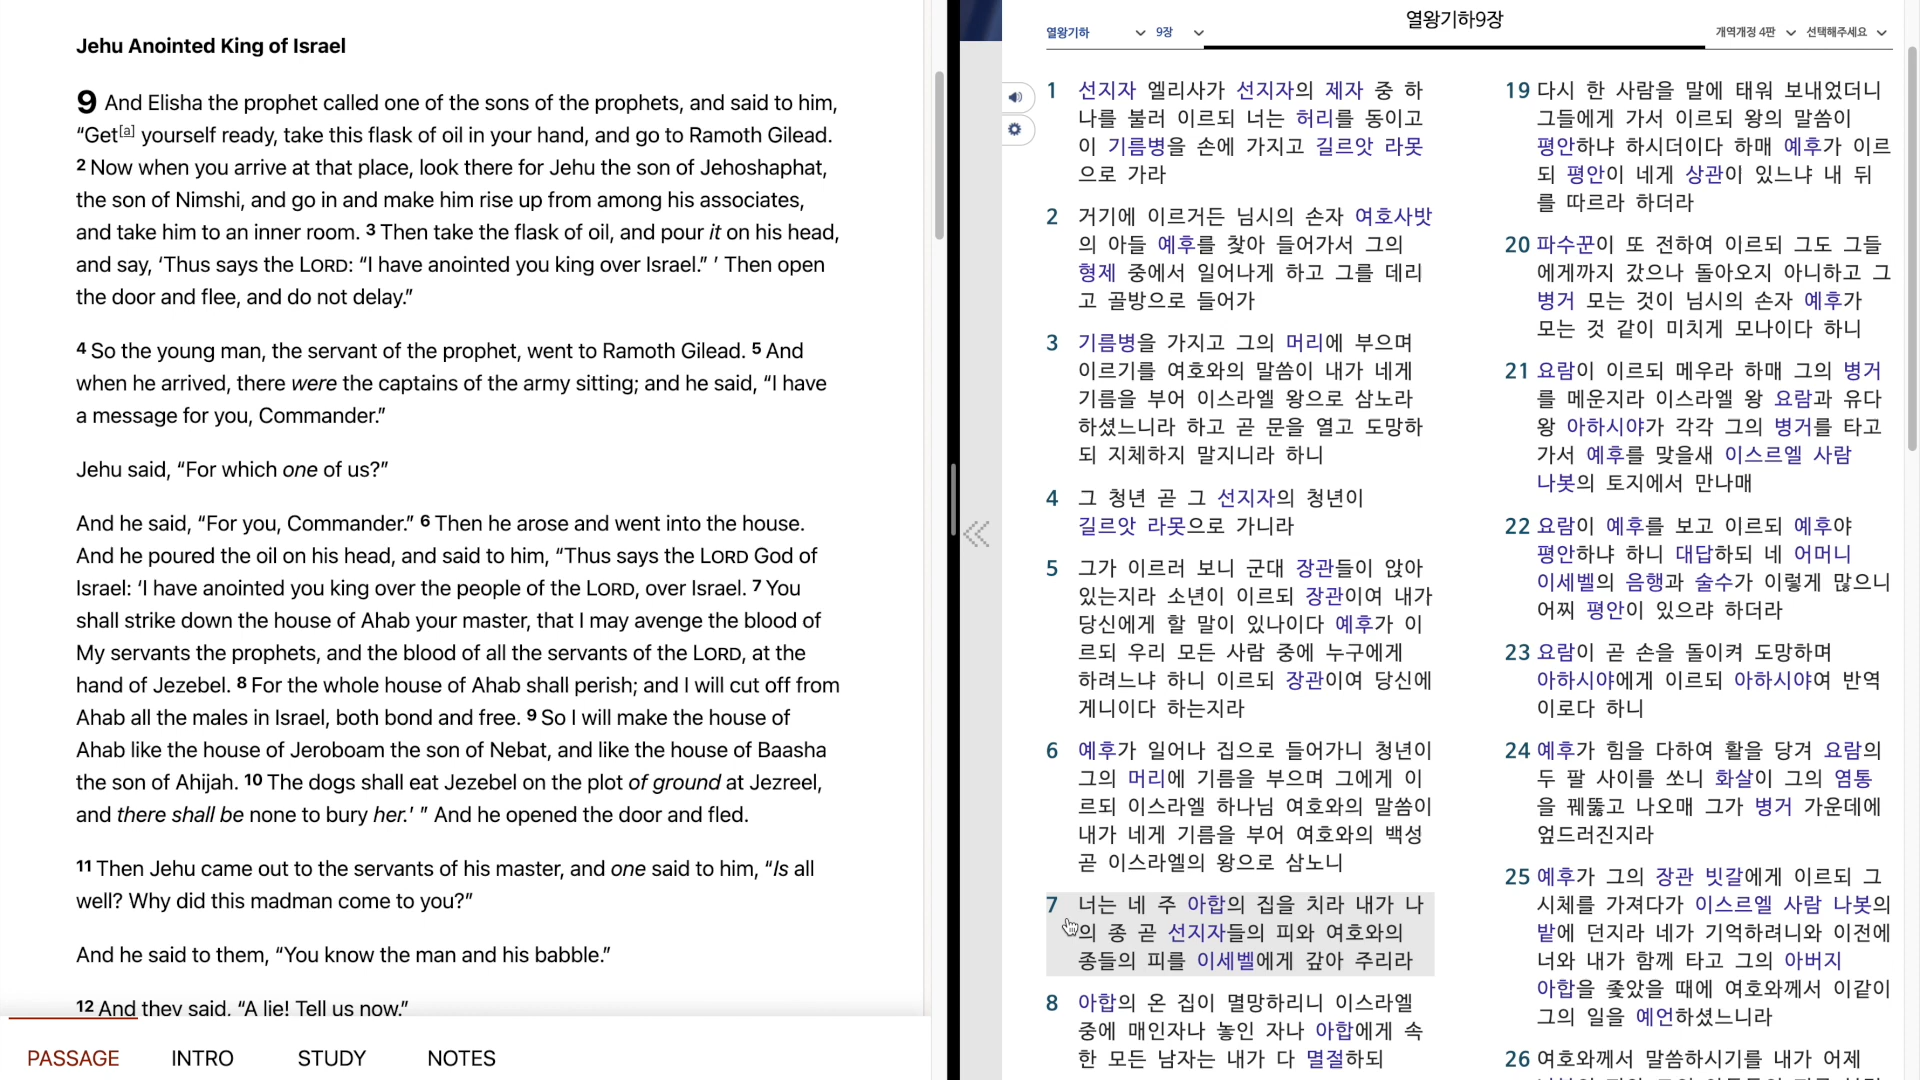 Jehu Anointed King of Israel
9 And Elisha the prophet called one of the sons of the prophets, and said to him,
“Get[a] yourself ready, take this flask of oil in your hand, and go to Ramoth Gilead.
2 Now when you arrive at that place, look there for Jehu the son of Jehoshaphat,
the son of Nimshi, and go in and make him rise up from among his associates,
and take him to an inner room. 3 Then take the flask of oil, and pour it on his head,
and say, ‘Thus says the LORD: “I have anointed you king over Israel.” ’ Then open
the door and flee, and do not delay.”
4 So the young man, the servant of the prophet, went to Ramoth Gilead. 5 And
when he arrived, there were the captains of the army sitting; and he said, “I have
a message for you, Commander.”
Jehu said, “For which one of us?”
And he said, “For you, Commander.” 6 Then he arose and went into the house.
And he poured the oil on his head, and said to him, “Thus says the LORD God of
Israel: ‘I have anointed you king over the people of the LORD, over Israel. 7 You
shall strike down the house of Ahab your master, that I may avenge the blood of
My servants the prophets, and the blood of all the servants of the LORD, at the
hand of Jezebel. 8 For the whole house of Ahab shall perish; and I will cut off from
Ahab all the males in Israel, both bond and free. 9 So I will make the house of
Ahab like the house of Jeroboam the son of Nebat, and like the house of Baasha
the son of Ahijah. 10 The dogs shall eat Jezebel on the plot of ground at Jezreel,
and there shall be none to bury her.’ ” And he opened the door and fled.
11 Then Jehu came out to the servants of his master, and one said to him, “Is all
well? Why did this madman come to you?”
And he said to them, “You know the man and his babble.”
12 And they said, “A lie! Tell us now.”
PASSAGE INTRO STUDY NOTES
열왕기하 9장 열왕기하9장 개역개정 4판 선택해주세요
1 선지자 엘리사가 선지자의 제자 중 하
나를 불러 이르되 너는 허리를 동이고
이 기름병을 손에 가지고 길르앗 라못
으로 가라
2 거기에 이르거든 님시의 손자 여호사밧
의 아들 예후를 찾아 들어가서 그의
형제 중에서 일어나게 하고 그를 데리
고 골방으로 들어가
3 기름병을 가지고 그의 머리에 부으며
이르기를 여호와의 말씀이 내가 네게
기름을 부어 이스라엘 왕으로 삼노라
하셨느니라 하고 곧 문을 열고 도망하
되 지체하지 말지니라 하니
4 그 청년 곧 그 선지자의 청년이
길르앗 라못으로 가니라
5 그가 이르러 보니 군대 장관들이 앉아
있는지라 소년이 이르되 장관이여 내가
당신에게 할 말이 있나이다 예후가 이
르되 우리 모든 사람 중에 누구에게
하려느냐 하니 이르되 장관이여 당신에
게니이다 하는지라
6 예후가 일어나 집으로 들어가니 청년이
그의 머리에 기름을 부으며 그에게 이
르되 이스라엘 하나님 여호와의 말씀이
내가 네게 기름을 부어 여호와의 백성
곧 이스라엘의 왕으로 삼노니
7 너는 네 주 아합의 집을 치라 내가 나
의 종 곧 선지자들의 피와 여호와의
종들의 피를 이세벨에게 갚아 주리라
8 아합의 온 집이 멸망하리니 이스라엘
중에 매인자나 놓인 자나 아합에게 속
한 모든 남자는 내가 다 멸절하되
19 다시 한 사람을 말에 태워 보내었더니
그들에게 가서 이르되 왕의 말씀이
평안하냐 하시더이다 하매 예후가 이르
되 평안이 네게 상관이 있느냐 내 뒤
를 따르라 하더라
20 파수꾼이 또 전하여 이르되 그도 그들
에게까지 갔으나 돌아오지 아니하고 그
병거 모는 것이 님시의 손자 예후가
모는 것 같이 미치게 모나이다 하니
21 요람이 이르되 메우라 하매 그의 병거
를 메운지라 이스라엘 왕 요람과 유다
왕 아하시야가 각각 그의 병거를 타고
가서 예후를 맞을새 이스르엘 사람
나봇의 토지에서 만나매
22 요람이 예후를 보고 이르되 예후야
평안하냐 하니 대답하되 네 어머니
이세벨의 음행과 술수가 이렇게 많으니
어찌 평안이 있으랴 하더라
23 요람이 곧 손을 돌이켜 도망하며
아하시야에게 이르되 아하시야여 반역
이로다 하니
24 예후가 힘을 다하여 활을 당겨 요람의
두 팔 사이를 쏘니 화살이 그의 염통
을 꿰뚫고 나오매 그가 병거 가운데에
엎드러진지라
25 예후가 그의 장관 빗갈에게 이르되 그
시체를 가져다가 이스르엘 사람 나봇의
밭에 던지라 네가 기억하려니와 이전에
너와 내가 함께 타고 그의 아버지
아합을 좇았을 때에 여호와께서 이같이
그의 일을 예언하셨느니라
26 여호와께서 말씀하시기를 내가 어제